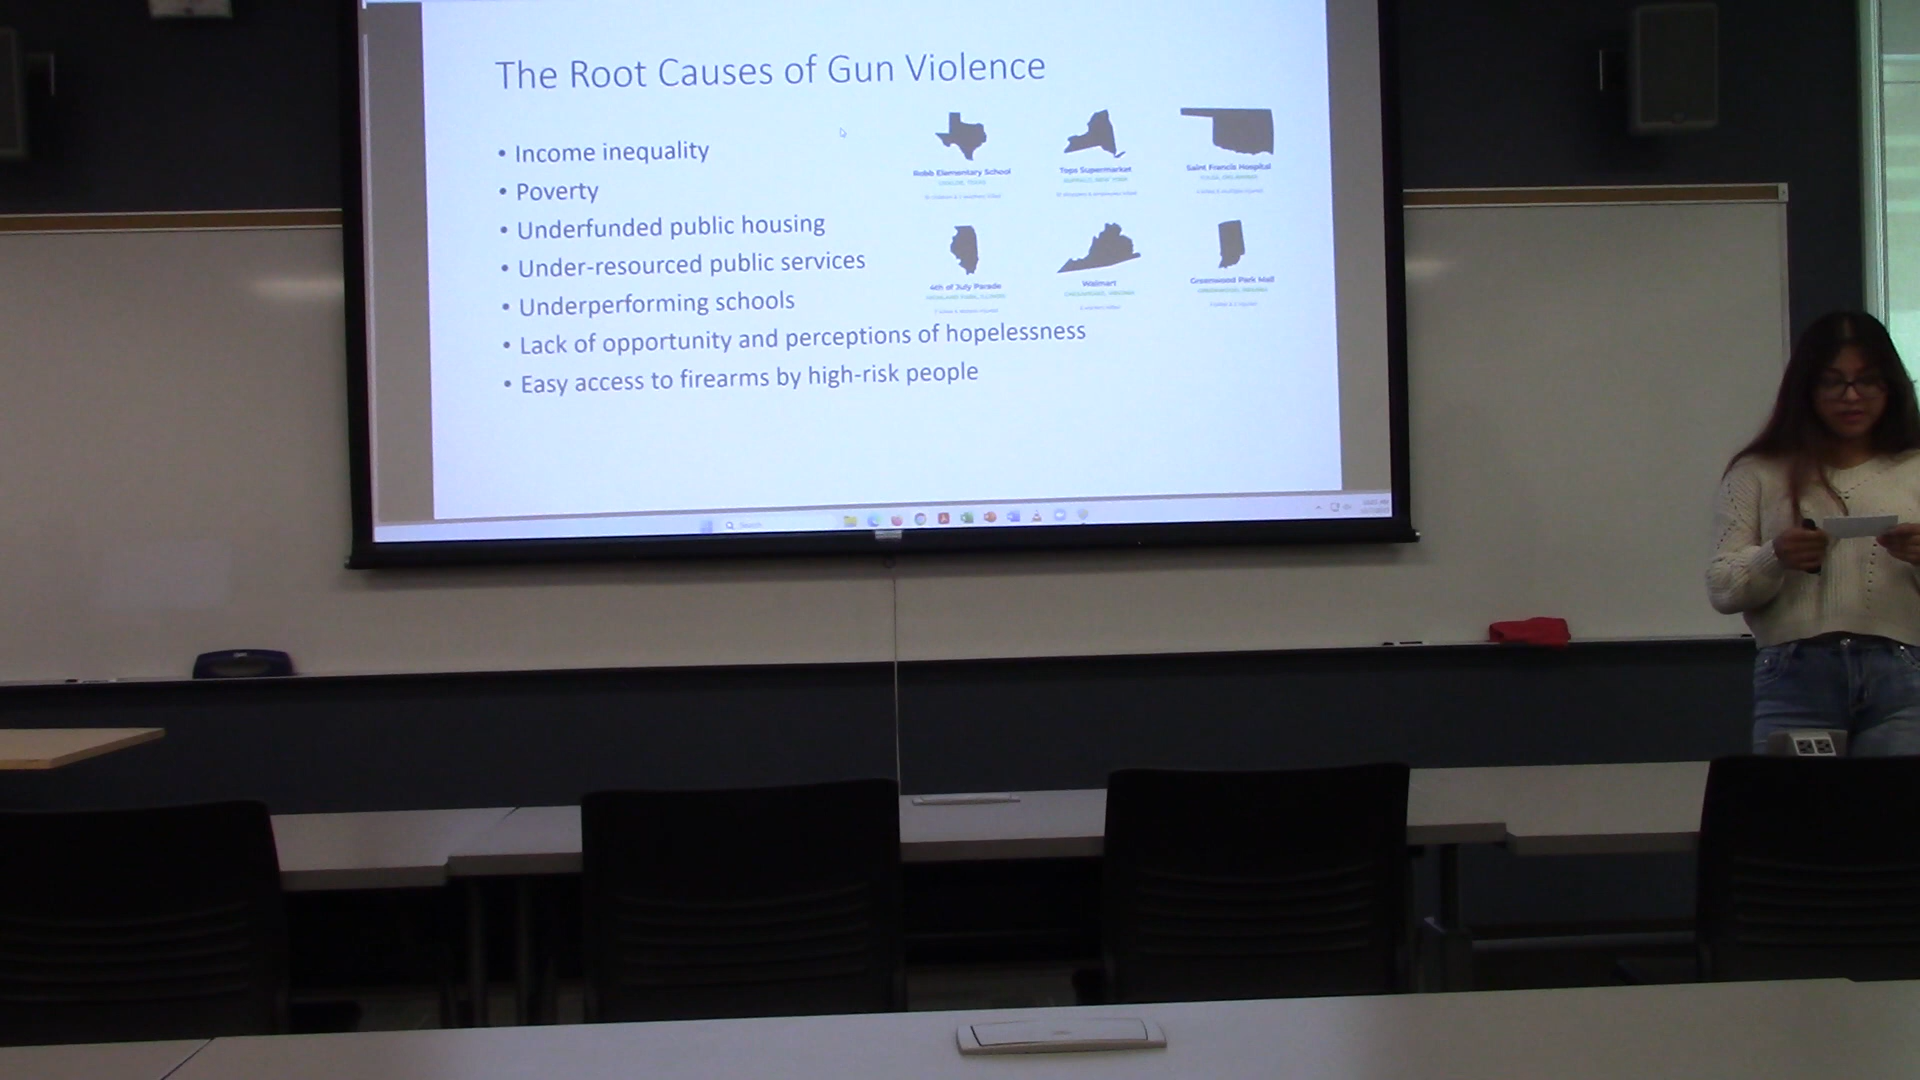 The Root Causes of Gun Violence
• Income inequality
• Poverty
• Underfunded public housing
• Under-resourced public services
• Underperforming schools
• Lack of opportunity and perceptions of hopelessness
• Easy access to firearms by high-risk people
Robb Elementary School
Tops Supermarket
Saint Francis Hospital
4th of July Parade
Walmart
Greenwood Park Mall
Search